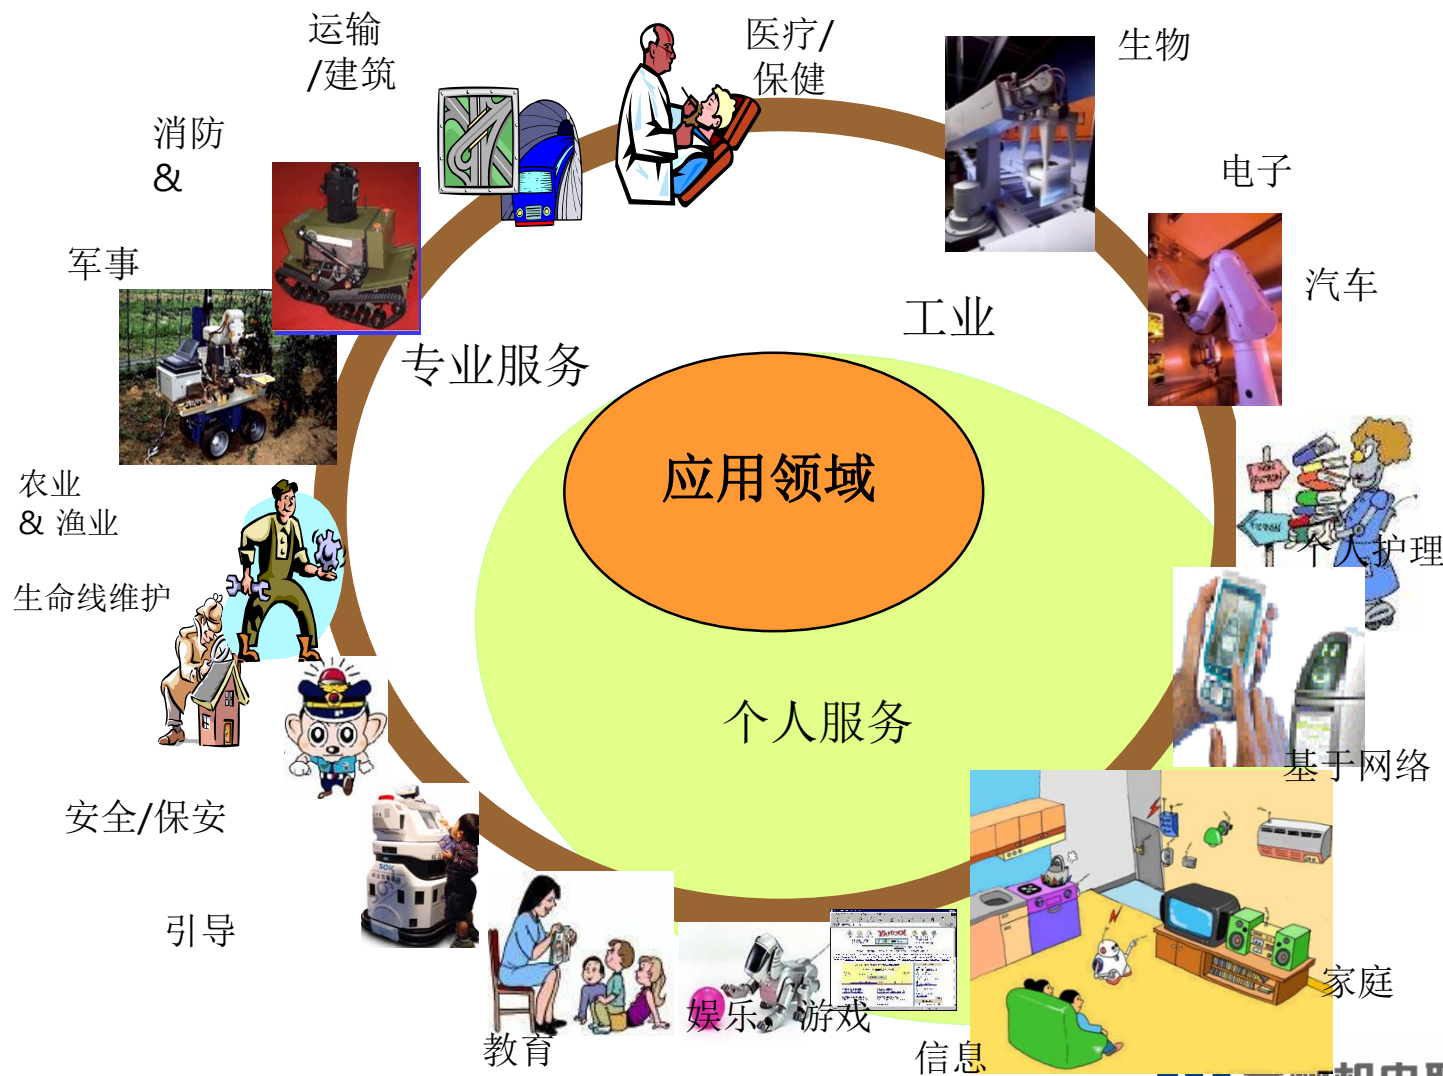 运输
/建筑
医疗/
保健
生物
消防
&
电子
军事
汽车
工业
专业服务
应用领域
农业
& 渔业
NON
FICTION
个人护理
生命线维护
个人服务
基于网络
安全/保安
引导
YAHOO!
家庭
娱乐
游戏
教育
信息